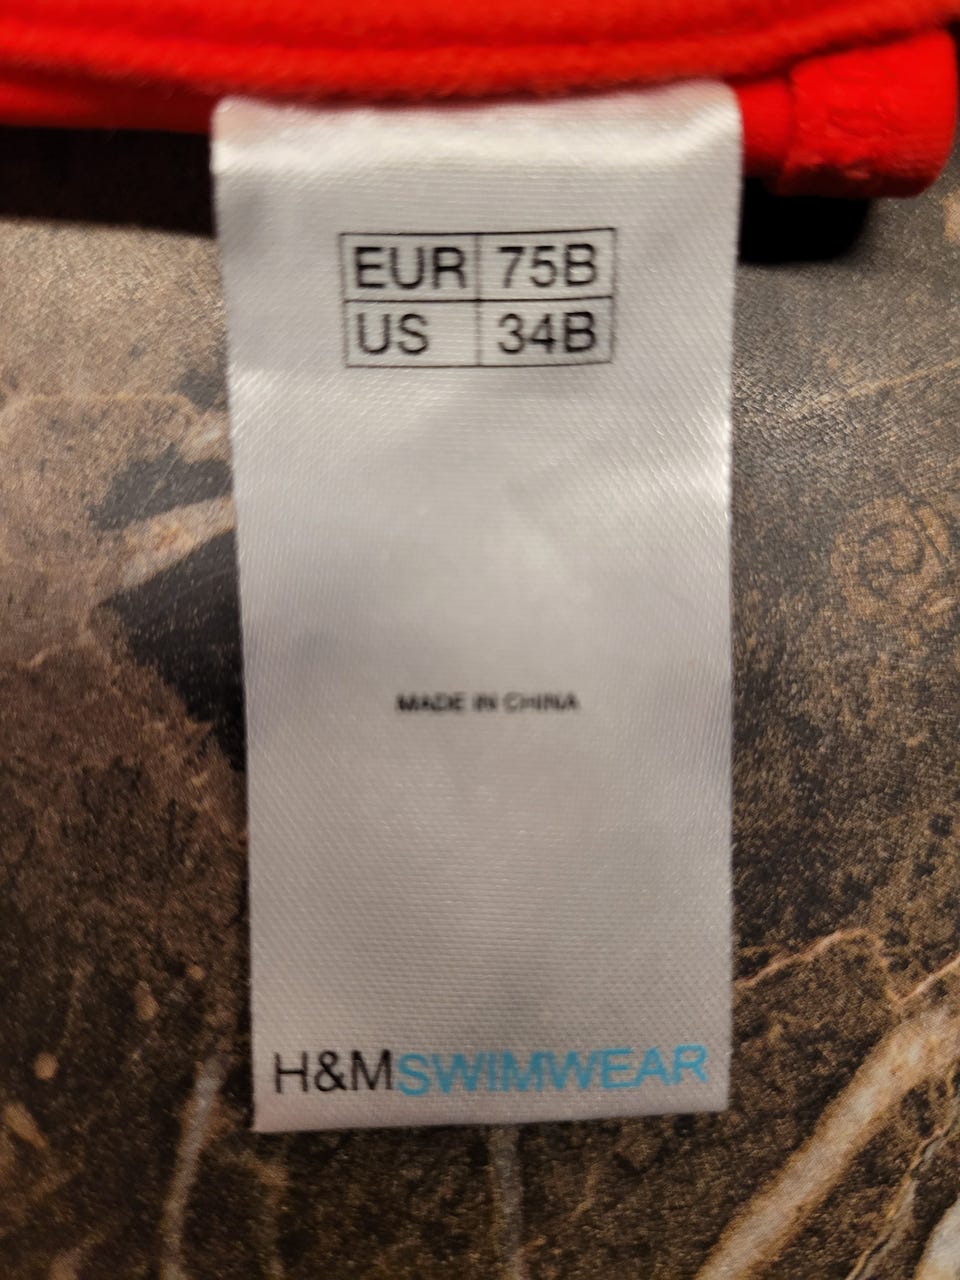 EUR 75B
US 34B
MADE IN CHINA
H&MSWIMWEAR